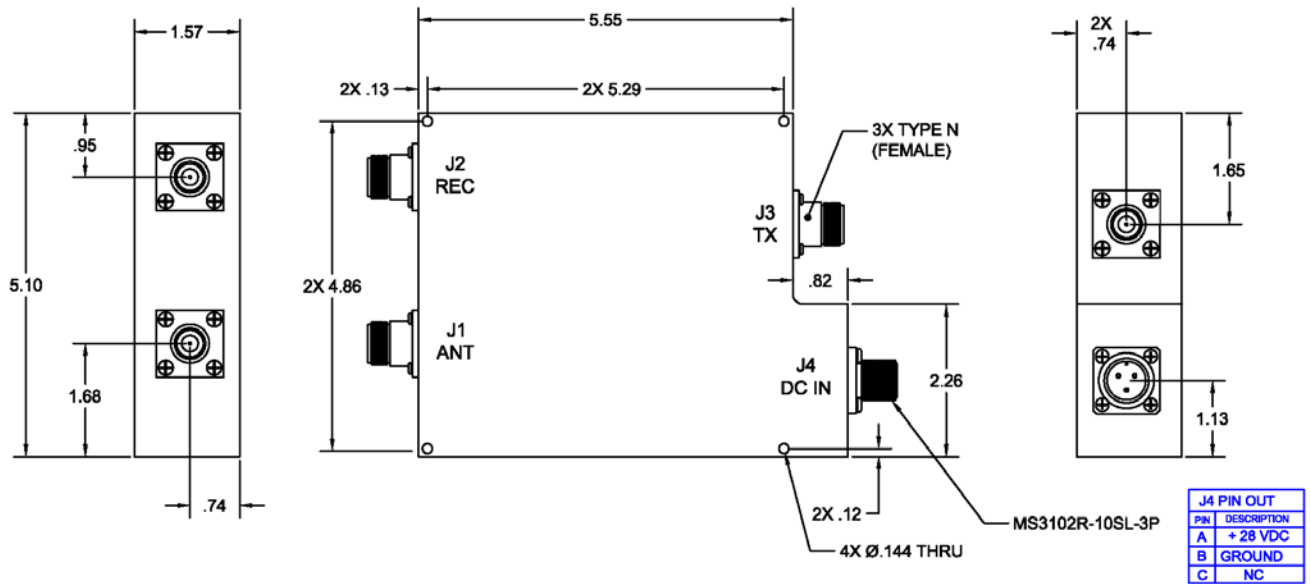 1.57
.95
5.10
1.68
.74
5.55
2X .13
2X 5.29
J2
REC
3X TYPE N
(FEMALE)
J3
TX
2X 4.86
.82
J1
ANT
J4
DC IN
2.26
2X .12
MS3102R-10SL-3P
4X Ø.144 THRU
2X
.74
1.65
1.13
J4 PIN OUT
PIN DESCRIPTION
A + 28 VDC
B GROUND
C NC